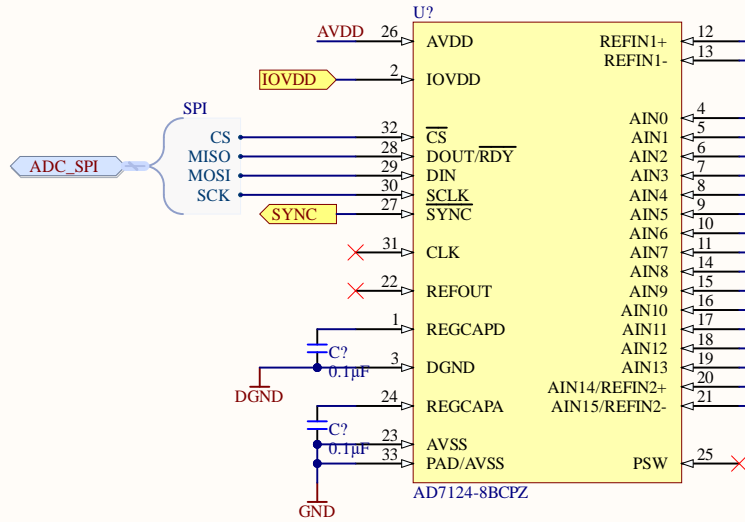 U?
AVDD 26 AVDD REFIN1+ 12
REFIN1- 13
IOVDD 2 IOVDD
SPI
AIN0 4
CS 32 CS AIN1 5
MISO 28 DOUT/RDY AIN2 6
ADC_SPI MOSI 29 DIN AIN3 7
SCK 30 SCLK AIN4 8
SYNC 27 SYNC AIN5 9
AIN6 10
31 CLK AIN7 11
AIN8 14
22 REFOUT AIN9 15
AIN10 16
1 REGCAPD AIN11 17
C? AIN12 18
0.1µF 3 DGND AIN13 19
DGND AIN14/REFIN2+ 20
24 REGCAPA AIN15/REFIN2- 21
C?
0.1µF 23 AVSS
33 PAD/AVSS PSW 25
AD7124-8BCPZ
GND